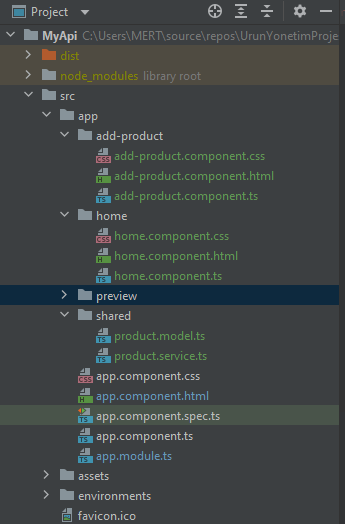 Project
MyApi C:\Users\MERT\source\repos\UrunYonetimProje
dist
node_modules library root
src
app
add-product
add-product.component.css
add-product.component.html
add-product.component.ts
home
home.component.css
home.component.html
home.component.ts
preview
shared
product.model.ts
product.service.ts
app.component.css
app.component.html
app.component.spec.ts
app.component.ts
app.module.ts
assets
environments
favicon.ico